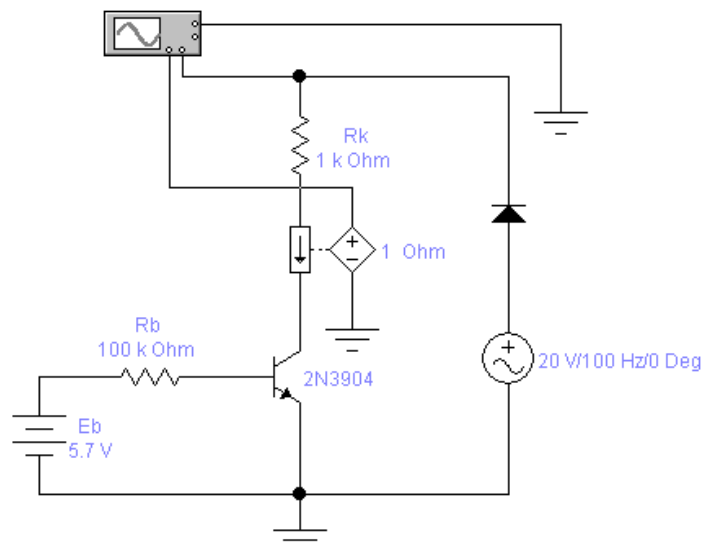 Rk
1 k Ohm
1 Ohm
Rb
100 k Ohm
2N3904
20 V/100 Hz/0 Deg
Eb
5.7 V